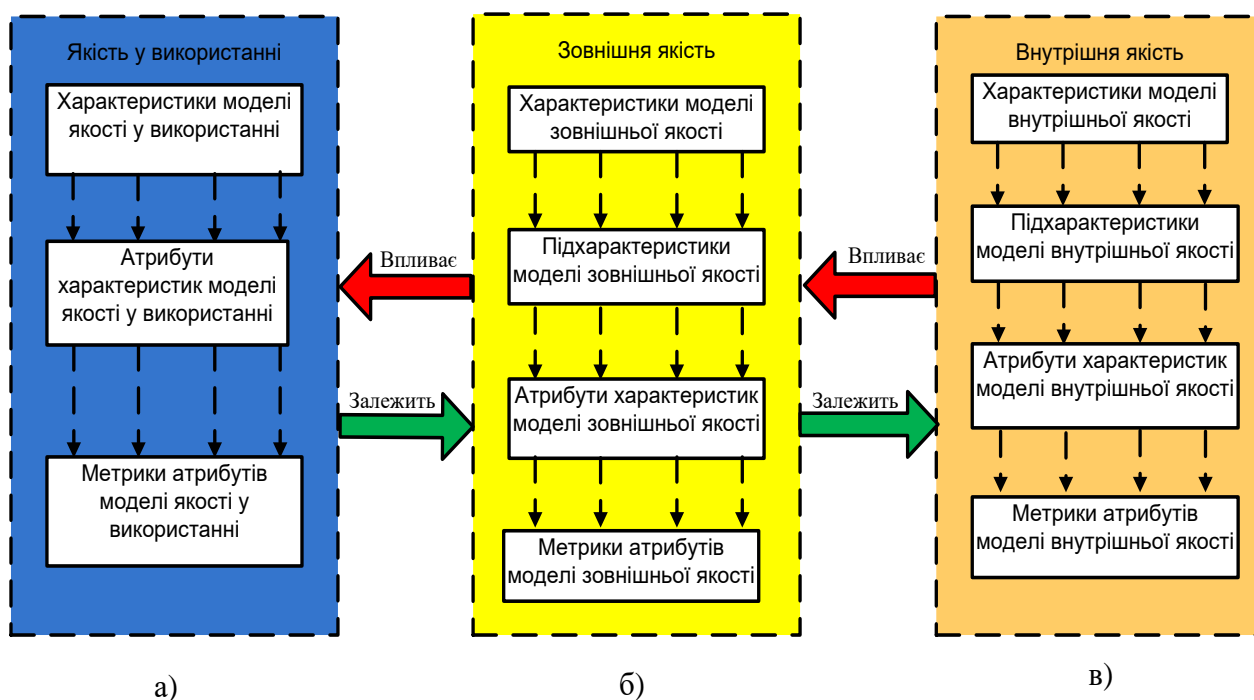 Якість у використанні
Характеристики моделі
якості у використанні
Атрибути
характеристик моделі
якості у використанні
Метрики атрибутів
моделі якості у
використанні
Впливає
Залежить
Зовнішня якість
Характеристики моделі
зовнішньої якості
Підхарактеристики
моделі зовнішньої якості
Атрибути характеристик
моделі зовнішньої якості
Метрики атрибутів
моделі зовнішньої якості
Впливає
Залежить
Внутрішня якість
Характеристики моделі
внутрішньої якості
Підхарактеристики
моделі внутрішньої якості
Атрибути характеристик
моделі внутрішньої якості
Метрики атрибутів
моделі внутрішньої якості
а)
б)
в)